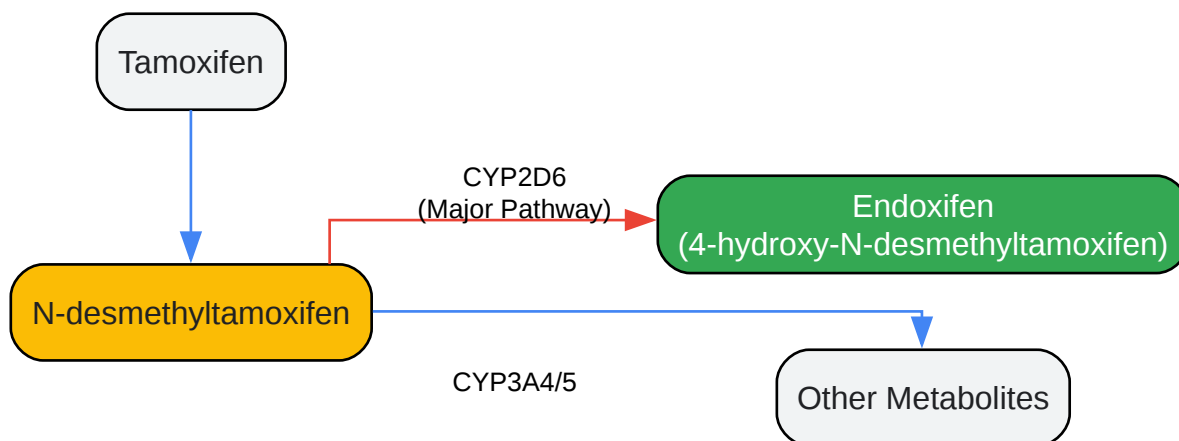 Tamoxifen
CYP2D6
(Major Pathway)
Endoxifen
(4-hydroxy-N-desmethyltamoxifen)
N-desmethyltamoxifen
CYP3A4/5
Other Metabolites